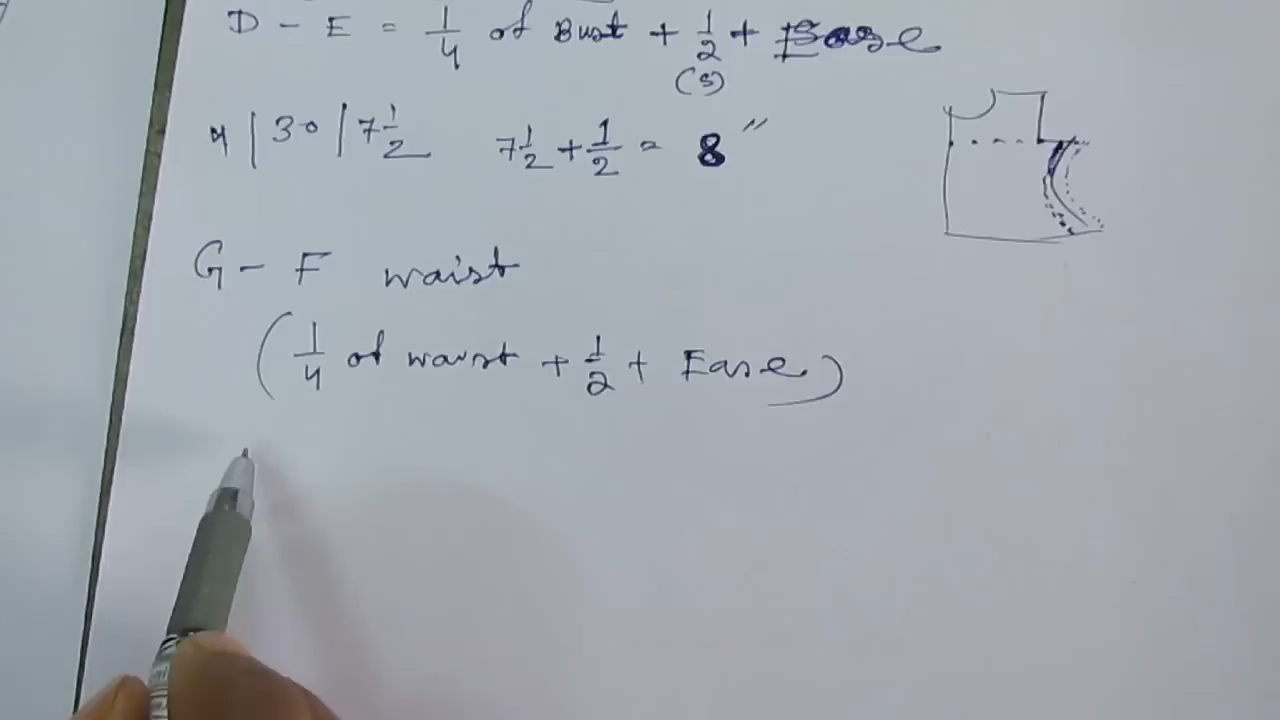 D - E = 1/4 of Bust + 1/2 + Ease
(S)
4 | 30 | 7 1/2 7 1/2 + 1/2 = 8"
G - F waist
(1/4 of waist + 1/2 + Ease)